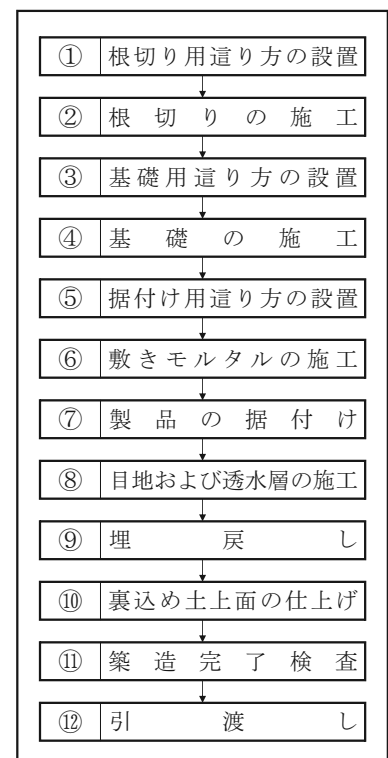 ① 根切り用這り方の設置
② 根切りの施工
③ 基礎用這り方の設置
④ 基礎の施工
⑤ 据付け用這り方の設置
⑥ 敷きモルタルの施工
⑦ 製品の据付け
⑧ 目地および透水層の施工
⑨ 埋戻し
⑩ 裏込め土上面の仕上げ
⑪ 築造完了検査
⑫ 引渡し